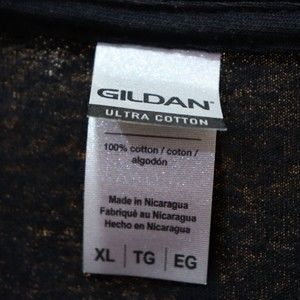 GILDAN
ULTRA COTTON
100% cotton / coton /
algodón
Made in Nicaragua
Fabriqué au Nicaragua
Hecho en Nicaragua
XL | TG | EG